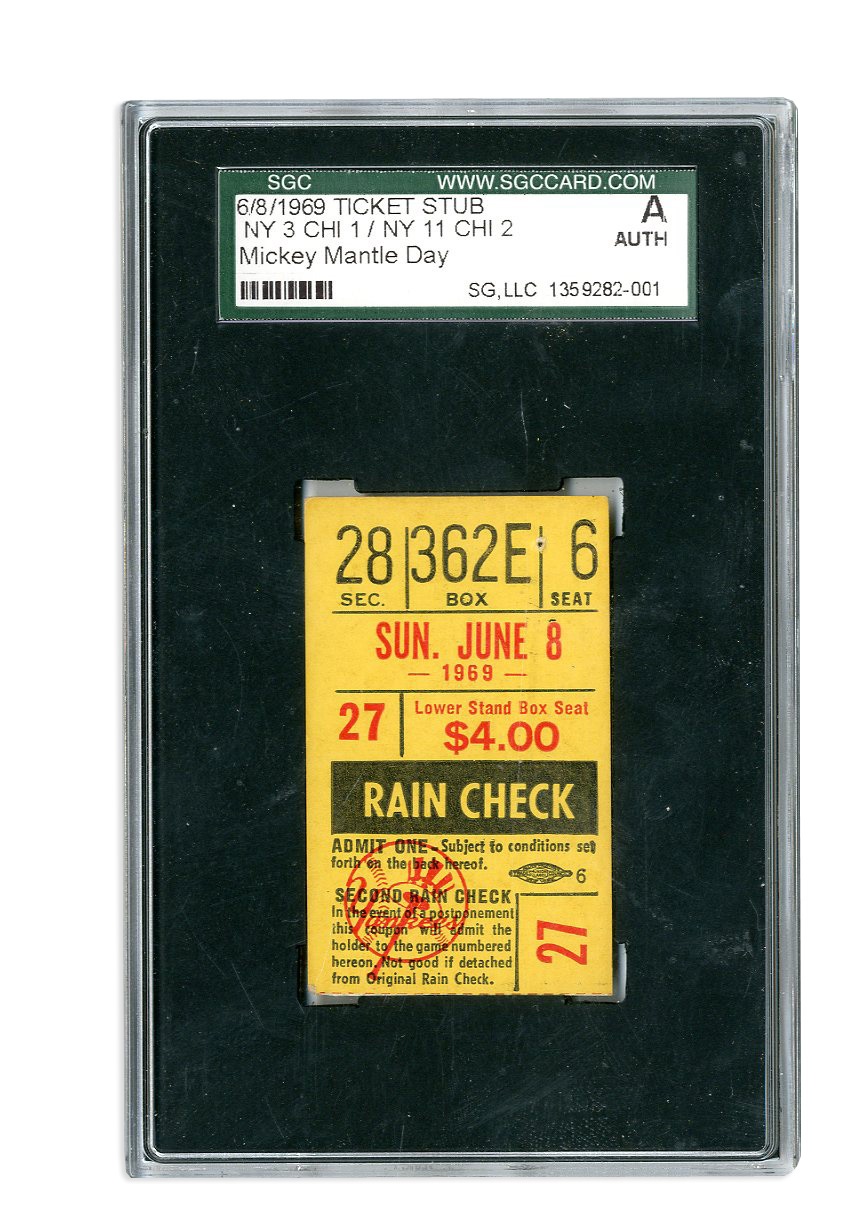 SGC WWW.SGCCARD.COM
6/8/1969 TICKET STUB A
NY 3 CHI 1 / NY 11 CHI 2 AUTH
Mickey Mantle Day
SG,LLC 1359282-001
28 362E 6
SEC. BOX SEAT
SUN. JUNE 8
— 1969 —
27 Lower Stand Box Seat
$4.00
RAIN CHECK
ADMIT ONE - Subject to conditions set
forth on the back hereof.
6
SECOND RAIN CHECK
In the event of a postponement
this coupon will admit the
holder to the game numbered
hereon. Not good if detached
from Original Rain Check.
27
Yankees